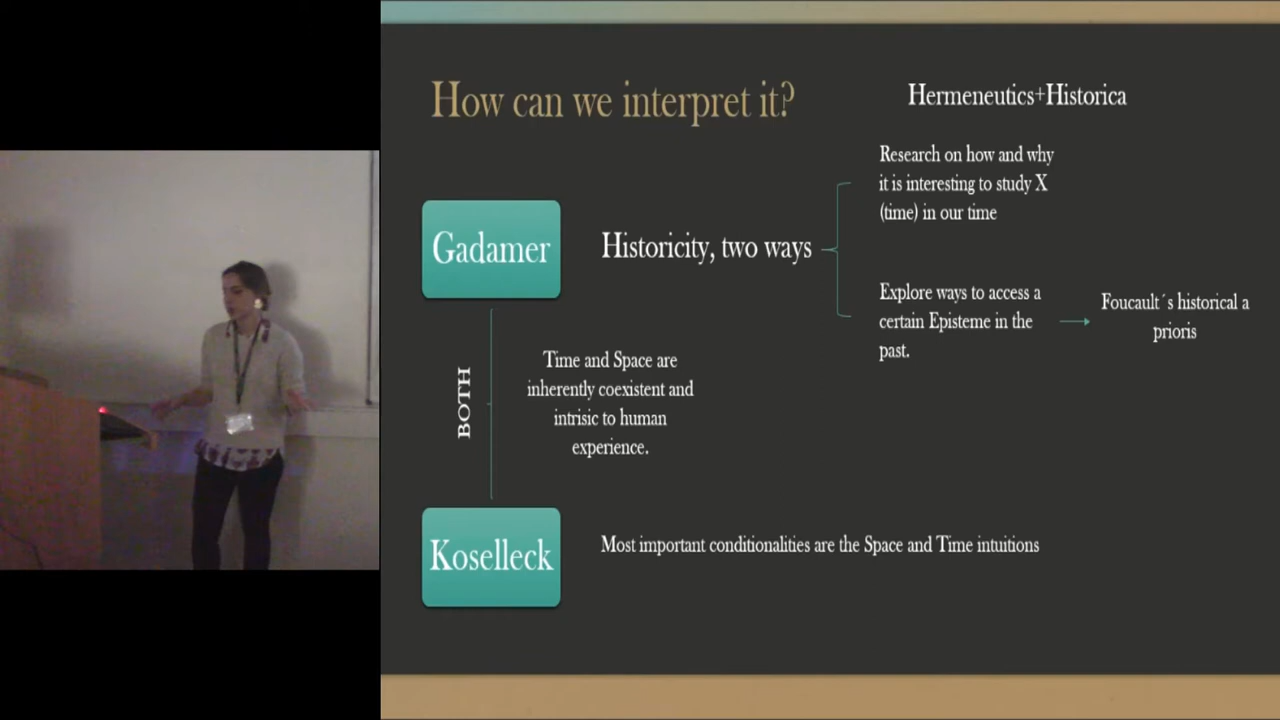 How can we interpret it?
Hermeneutics+Historica
Research on how and why
it is interesting to study X
(time) in our time
Gadamer
Historicity, two ways
Explore ways to access a
certain Episteme in the
past.
Foucault´s historical a
prioris
BOTH
Time and Space are
inherently coexistent and
intrisic to human
experience.
Koselleck
Most important conditionalities are the Space and Time intuitions